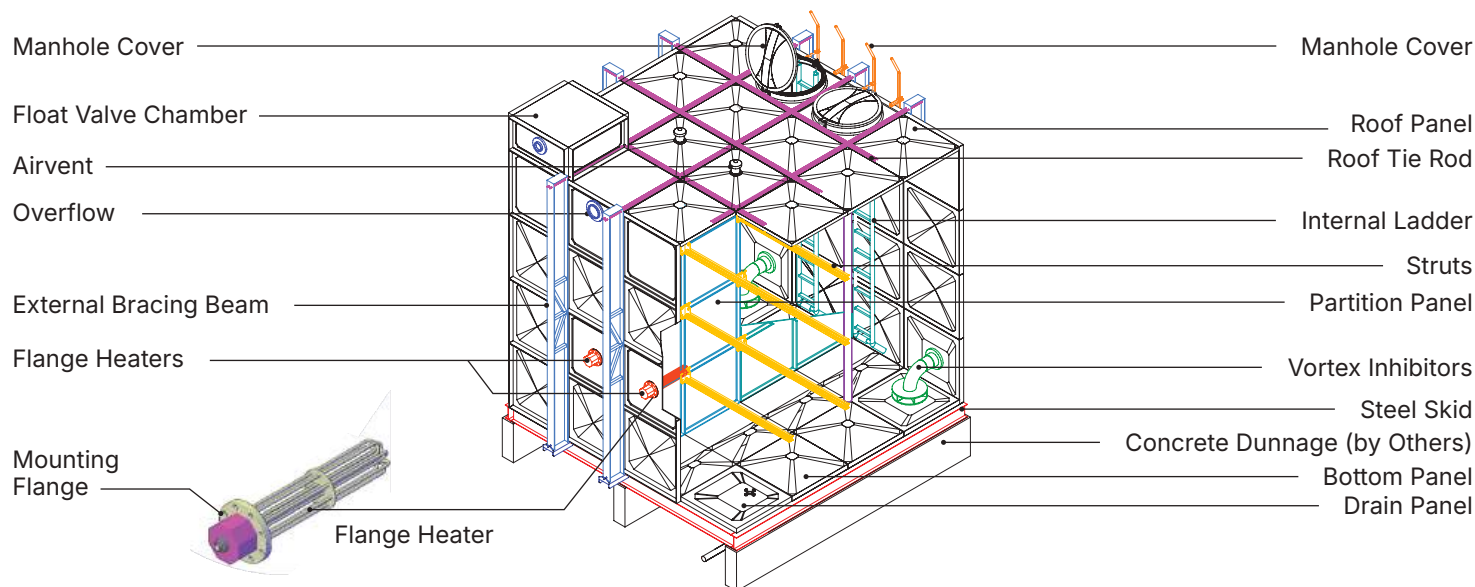 Manhole Cover
Float Valve Chamber
Airvent
Overflow
External Bracing Beam
Flange Heaters
Mounting
Flange
Flange Heater
Manhole Cover
Roof Panel
Roof Tie Rod
Internal Ladder
Struts
Partition Panel
Vortex Inhibitors
Steel Skid
Concrete Dunnage (by Others)
Bottom Panel
Drain Panel